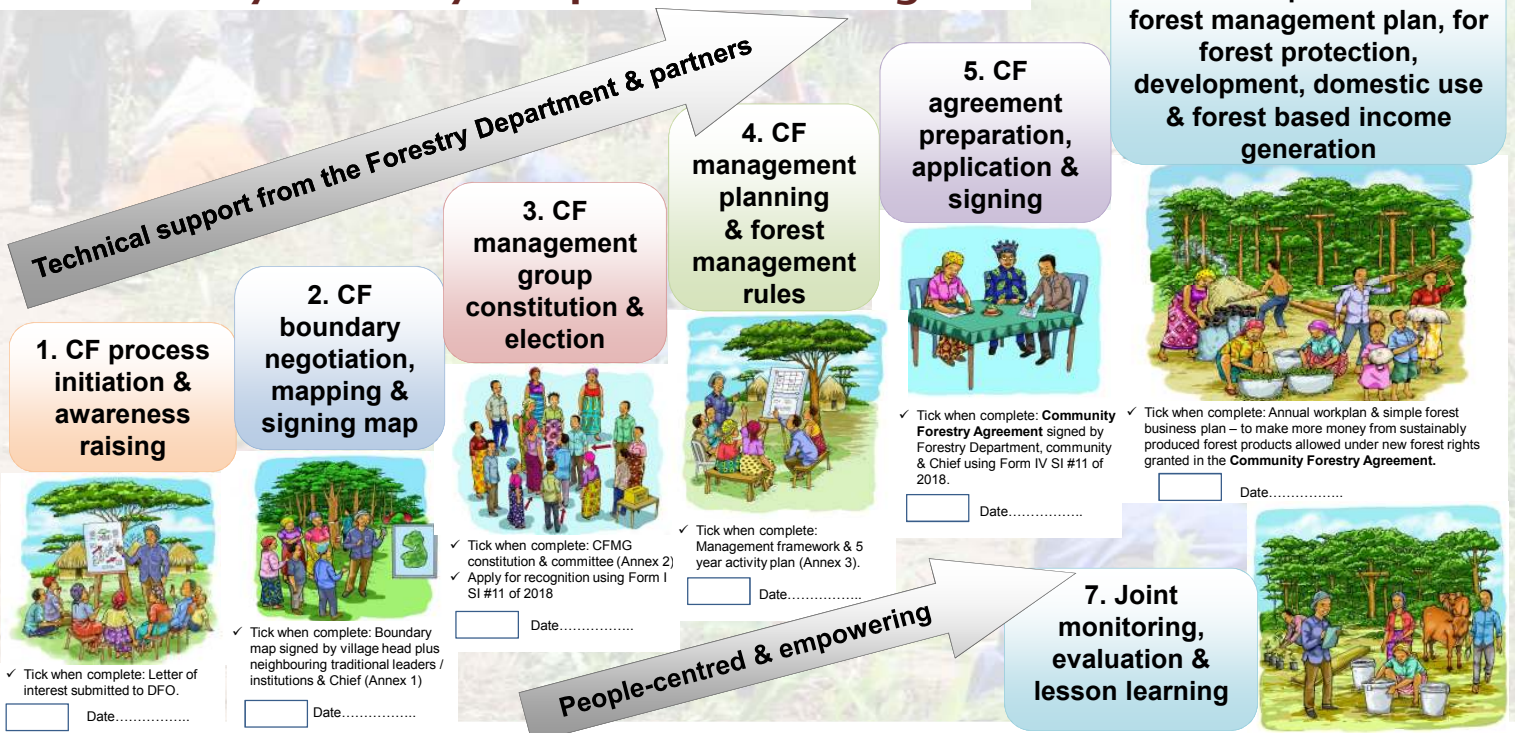 Technical support from the Forestry Department & partners
1. CF process
initiation &
awareness
raising
✓ Tick when complete: Letter of
interest submitted to DFO.
Date……………..
2. CF
boundary
negotiation,
mapping &
signing map
✓ Tick when complete: Boundary
map signed by village head plus
neighbouring traditional leaders /
institutions & Chief (Annex 1)
Date……………..
3. CF
management
group
constitution &
election
✓ Tick when complete: CFMG
constitution & committee (Annex 2)
✓ Apply for recognition using Form I
SI #11 of 2018
Date……………..
4. CF
management
planning
& forest
management
rules
✓ Tick when complete:
Management framework & 5
year activity plan (Annex 3).
Date……………..
5. CF
agreement
preparation,
application &
signing
✓ Tick when complete: Community
Forestry Agreement signed by
Forestry Department, community
& Chief using Form IV SI #11 of
2018.
Date……………..
forest management plan, for
forest protection,
development, domestic use
& forest based income
generation
✓ Tick when complete: Annual workplan & simple forest
business plan – to make more money from sustainably
produced forest products allowed under new forest rights
granted in the Community Forestry Agreement.
Date……………..
People-centred & empowering
7. Joint
monitoring,
evaluation &
lesson learning